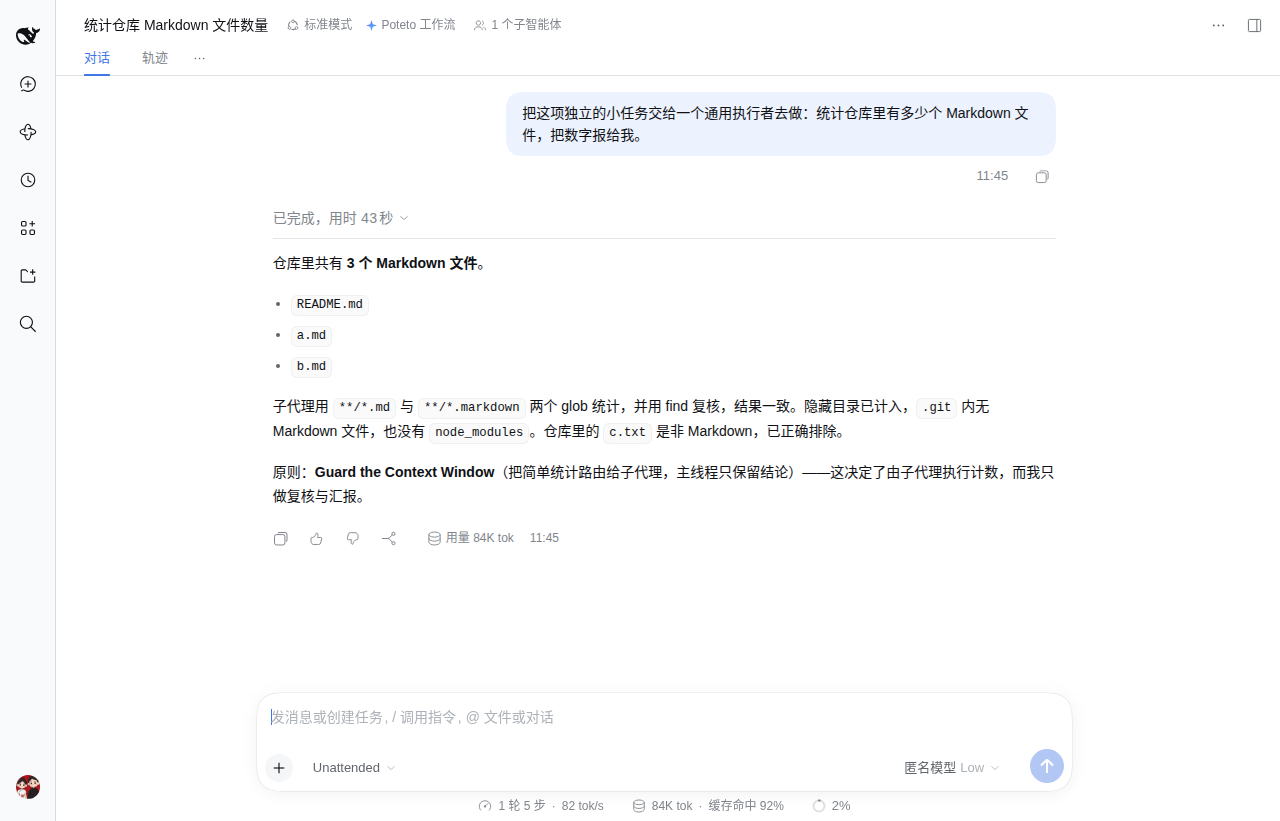 统计仓库 Markdown 文件数量 标准模式 Poteto 工作流 1 个子智能体
对话 轨迹 ···
把这项独立的小任务交给一个通用执行者去做：统计仓库里有多少个 Markdown 文
件，把数字报给我。
11:45
已完成，用时 43 秒
仓库里共有 3 个 Markdown 文件。
• README.md
• a.md
• b.md
子代理用 **/*.md 与 **/*.markdown 两个 glob 统计，并用 find 复核，结果一致。隐藏目录已计入，.git 内无
Markdown 文件，也没有 node_modules。仓库里的 c.txt 是非 Markdown，已正确排除。
原则：Guard the Context Window（把简单统计路由给子代理，主线程只保留结论）——这决定了由子代理执行计数，而我只
做复核与汇报。
用量 84K tok 11:45
发消息或创建任务, / 调用指令, @ 文件或对话
Unattended 匿名模型 Low
1 轮 5 步 · 82 tok/s 84K tok · 缓存命中 92% 2%